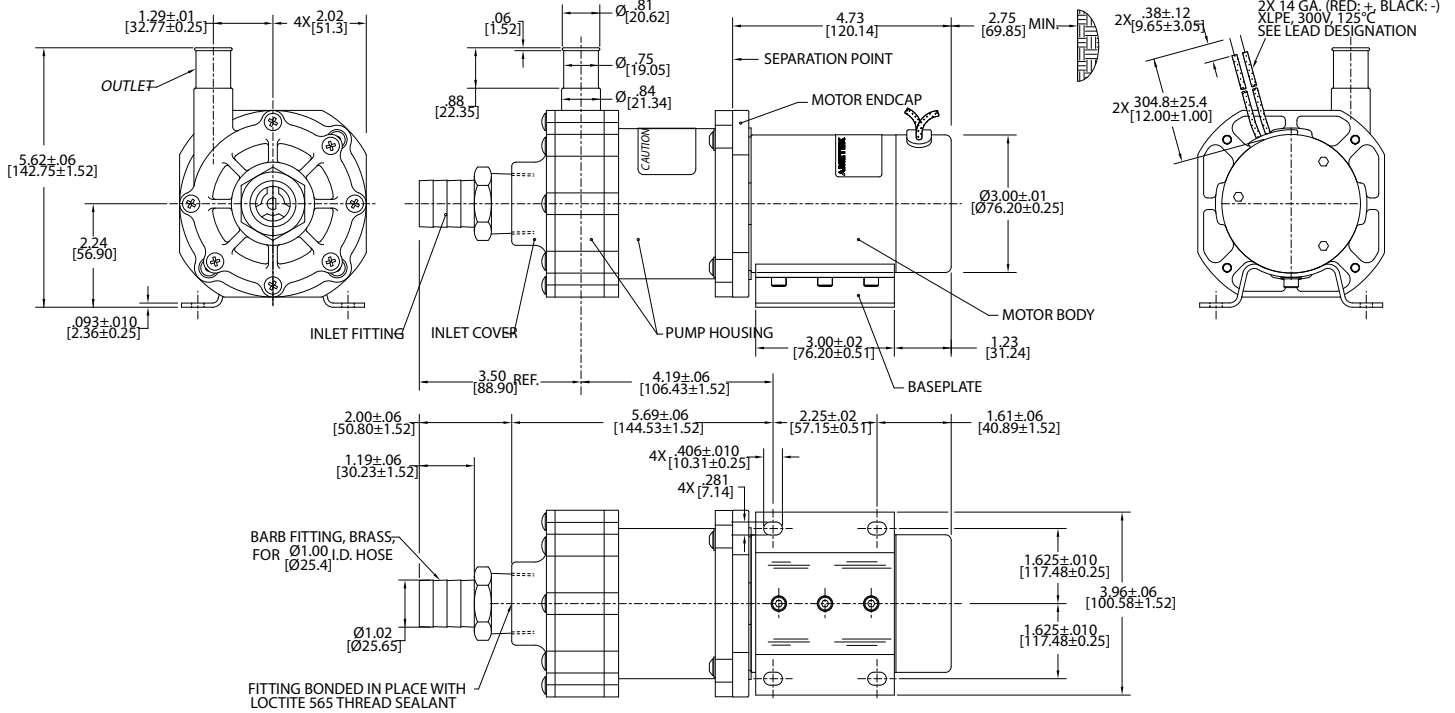 1.29±.01
[32.77±0.25]
4X 2.02
[51.3]
OUTLET
5.62±.06
[142.75±1.52]
2.24
[56.90]
.093±.010
[2.36±0.25]
.06
[1.52]
Ø .81
[20.62]
Ø .75
[19.05]
Ø .84
[21.34]
.88
[22.35]
4.73
[120.14]
2.75 MIN.
[69.85]
SEPARATION POINT
MOTOR ENDCAP
CAUTION
AMETEK
Ø3.00±.01
[Ø76.20±0.25]
INLET FITTING
INLET COVER
PUMP HOUSING
MOTOR BODY
3.00±.02
[76.20±0.51]
1.23
[31.24]
BASEPLATE
2X .38±.12
[9.65±3.05]
2X 14 GA. (RED: +, BLACK: -)
XLPE, 300V, 125°C
SEE LEAD DESIGNATION
2X 304.8±25.4
[12.00±1.00]
3.50 REF.
[88.90]
4.19±.06
[106.43±1.52]
2.00±.06
[50.80±1.52]
5.69±.06
[144.53±1.52]
2.25±.02
[57.15±0.51]
1.61±.06
[40.89±1.52]
1.19±.06
[30.23±1.52]
4X .406±.010
[10.31±0.25]
4X .281
[7.14]
BARB FITTING, BRASS,
FOR Ø1.00 I.D. HOSE
[Ø25.4]
Ø1.02
[Ø25.65]
1.625±.010
[117.48±0.25]
3.96±.06
[100.58±1.52]
1.625±.010
[117.48±0.25]
FITTING BONDED IN PLACE WITH
LOCTITE 565 THREAD SEALANT